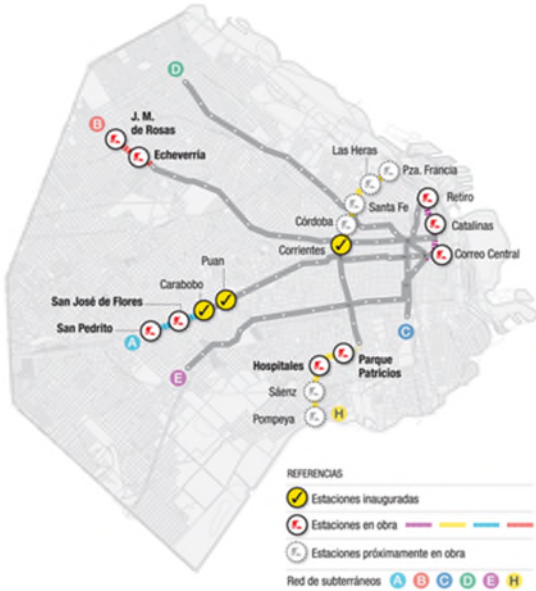 D
B
J. M.
de Rosas
Echeverría
Las Heras
Pza. Francia
Santa Fe
Retiro
Córdoba
Catalinas
Corrientes
Correo Central
Puan
Carabobo
San José de Flores
San Pedrito
A
C
E
Hospitales
Parque
Patricios
Sáenz
Pompeya
H
REFERENCIAS
Estaciones inauguradas
Estaciones en obra
Estaciones próximamente en obra
Red de subterráneos A B C D E H